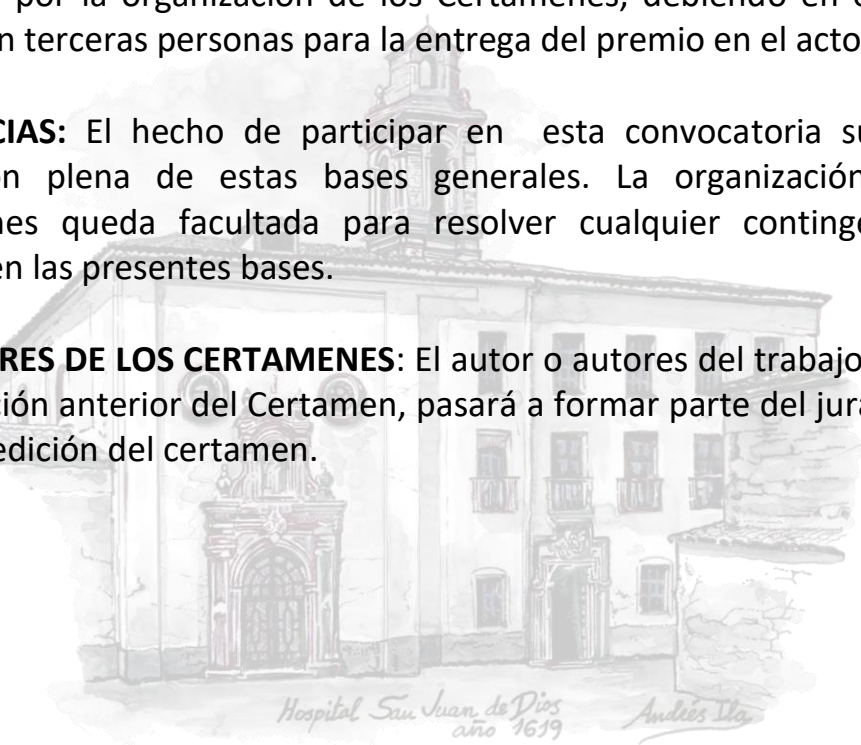 por la organización de los Certámenes, debiendo en
n terceras personas para la entrega del premio en el acto
CIAS: El hecho de participar en esta convocatoria su
ón plena de estas bases generales. La organización
nes queda facultada para resolver cualquier continge
en las presentes bases.
RES DE LOS CERTAMENES: El autor o autores del trabajo
ción anterior del Certamen, pasará a formar parte del jura
edición del certamen.
Hospital San Juan de Dios
año 1619
Andrés Ila